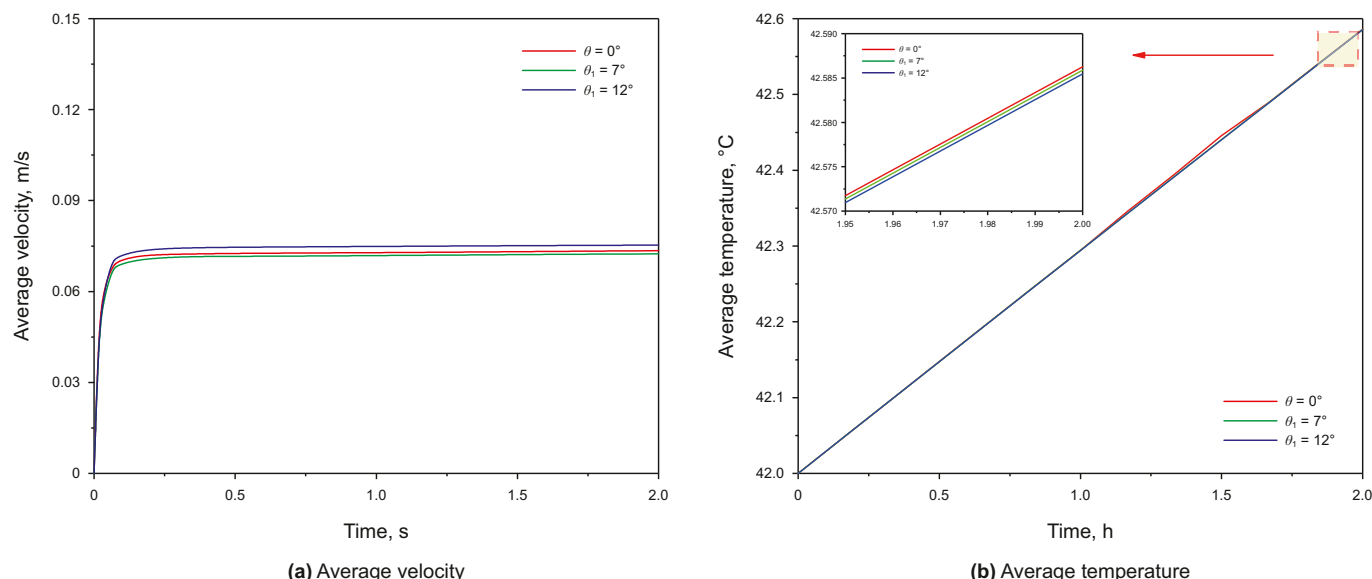 0.15
0.12
0.09
0.06
0.03
0
Average velocity, m/s
θ = 0°
θ₁ = 7°
θ₁ = 12°
0
0.5
1.0
1.5
2.0
Time, s
(a) Average velocity
42.6
42.5
42.4
42.3
42.2
42.1
42.0
Average temperature, °C
42.590
42.585
42.580
42.575
42.570
θ = 0°
θ₁ = 7°
θ₁ = 12°
1.95
1.96
1.97
1.98
1.99
2.00
θ = 0°
θ₁ = 7°
θ₁ = 12°
0
0.5
1.0
1.5
2.0
Time, h
(b) Average temperature